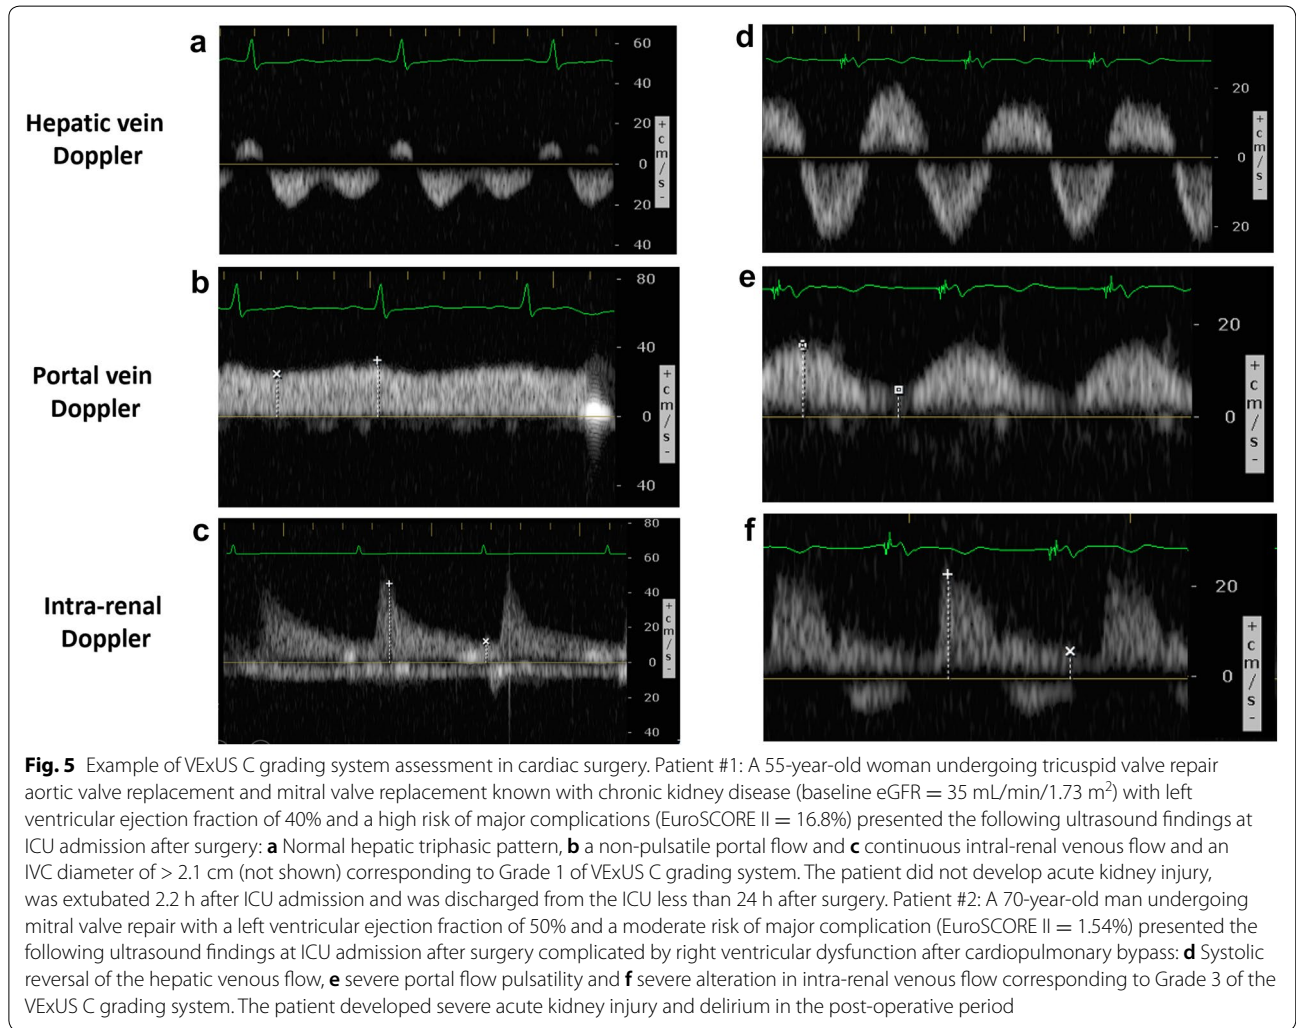 a
60
40
20
0
20
40
+ c m / s -
Hepatic vein
Doppler
d
20
0
20
+ c m / s -
b
80
40
0
40
+ c m / s -
Portal vein
Doppler
e
20
0
+ c m / s -
c
80
60
40
20
0
20
40
+ c m / s -
Intra-renal
Doppler
f
20
0
+ c m / s -
Fig. 5 Example of VExUS C grading system assessment in cardiac surgery. Patient #1: A 55-year-old woman undergoing tricuspid valve repair
aortic valve replacement and mitral valve replacement known with chronic kidney disease (baseline eGFR = 35 mL/min/1.73 m²) with left
ventricular ejection fraction of 40% and a high risk of major complications (EuroSCORE II = 16.8%) presented the following ultrasound findings at
ICU admission after surgery: a Normal hepatic triphasic pattern, b a non-pulsatile portal flow and c continuous intral-renal venous flow and an
IVC diameter of > 2.1 cm (not shown) corresponding to Grade 1 of VExUS C grading system. The patient did not develop acute kidney injury,
was extubated 2.2 h after ICU admission and was discharged from the ICU less than 24 h after surgery. Patient #2: A 70-year-old man undergoing
mitral valve repair with a left ventricular ejection fraction of 50% and a moderate risk of major complication (EuroSCORE II = 1.54%) presented the
following ultrasound findings at ICU admission after surgery complicated by right ventricular dysfunction after cardiopulmonary bypass: d Systolic
reversal of the hepatic venous flow, e severe portal flow pulsatility and f severe alteration in intra-renal venous flow corresponding to Grade 3 of the
VExUS C grading system. The patient developed severe acute kidney injury and delirium in the post-operative period